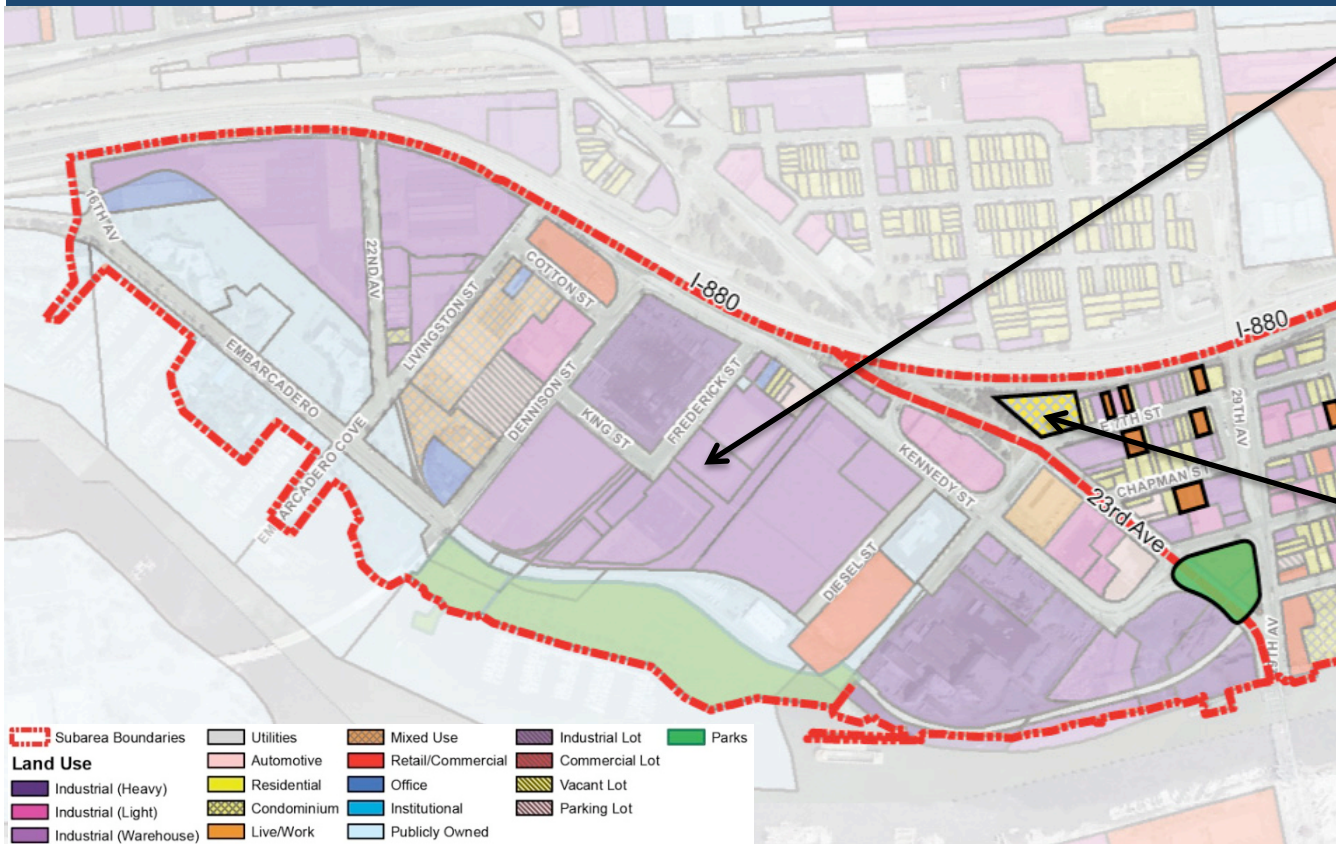 16TH AV
22ND AV
EMBARCADERO
EMBARCADERO COVE
LIVINGSTON ST
COTTON ST
DENNISON ST
KING ST
FREDERICK ST
I-880
I-880
KENNEDY ST
DIESEL ST
23rd Ave
E 7TH ST
CHAPMAN ST
29TH AV
Subarea Boundaries
Land Use
Industrial (Heavy)
Industrial (Light)
Industrial (Warehouse)
Utilities
Automotive
Residential
Condominium
Live/Work
Mixed Use
Retail/Commercial
Office
Institutional
Publicly Owned
Industrial Lot
Commercial Lot
Vacant Lot
Parking Lot
Parks